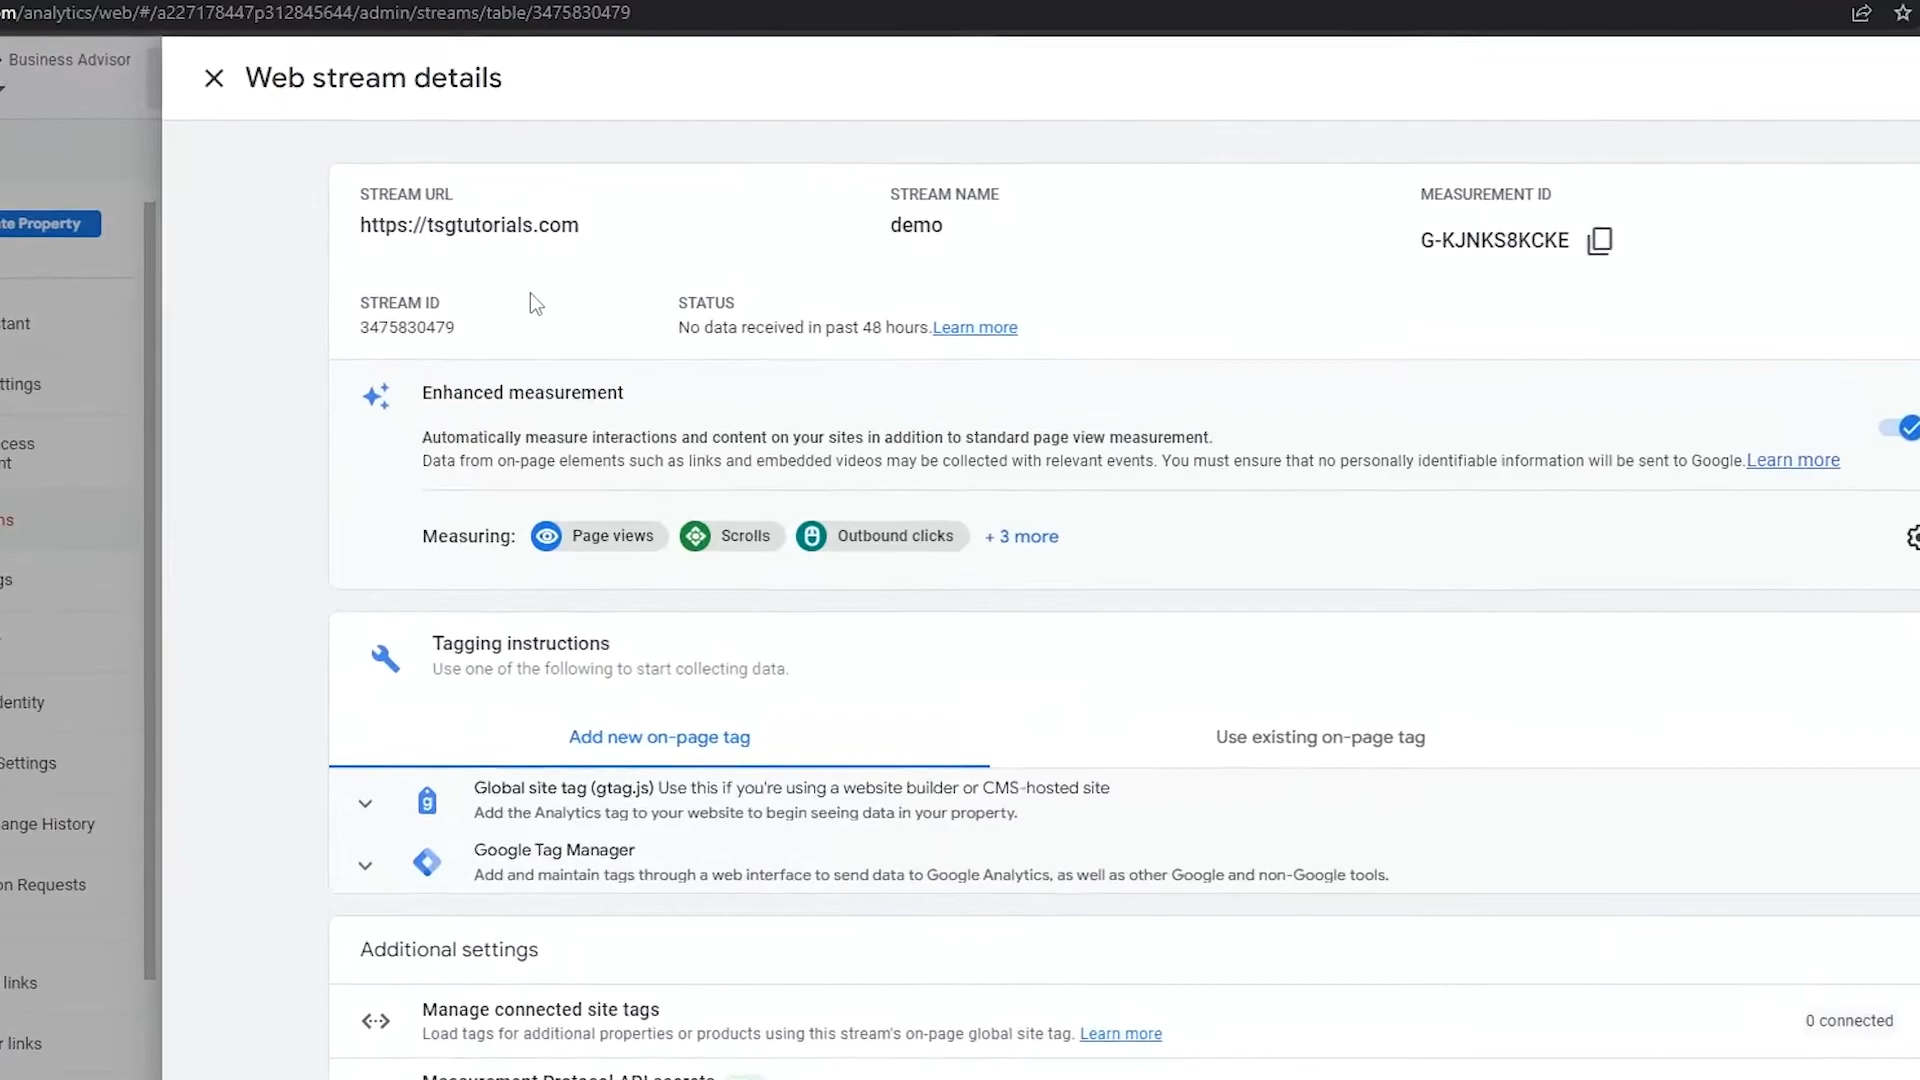 m/analytics/web/#/a227178447p312845644/admin/streams/table/3475830479
Business Advisor
Web stream details
te Property
STREAM URL
STREAM NAME
MEASUREMENT ID
https://tsgtutorials.com
demo
G-KJNKS8KCKE
STREAM ID
STATUS
3475830479
No data received in past 48 hours. Learn more
tant
ttings
cess
nt
ns
gs
dentity
Settings
ange History
on Requests
links
r links
Enhanced measurement
Automatically measure interactions and content on your sites in addition to standard page view measurement.
Data from on-page elements such as links and embedded videos may be collected with relevant events. You must ensure that no personally identifiable information will be sent to Google. Learn more
Measuring: Page views Scrolls Outbound clicks + 3 more
Tagging instructions
Use one of the following to start collecting data.
Add new on-page tag
Use existing on-page tag
Global site tag (gtag.js) Use this if you're using a website builder or CMS-hosted site
Add the Analytics tag to your website to begin seeing data in your property.
Google Tag Manager
Add and maintain tags through a web interface to send data to Google Analytics, as well as other Google and non-Google tools.
Additional settings
Manage connected site tags
Load tags for additional properties or products using this stream's on-page global site tag. Learn more
0 connected
Measurement Protocol API secrets